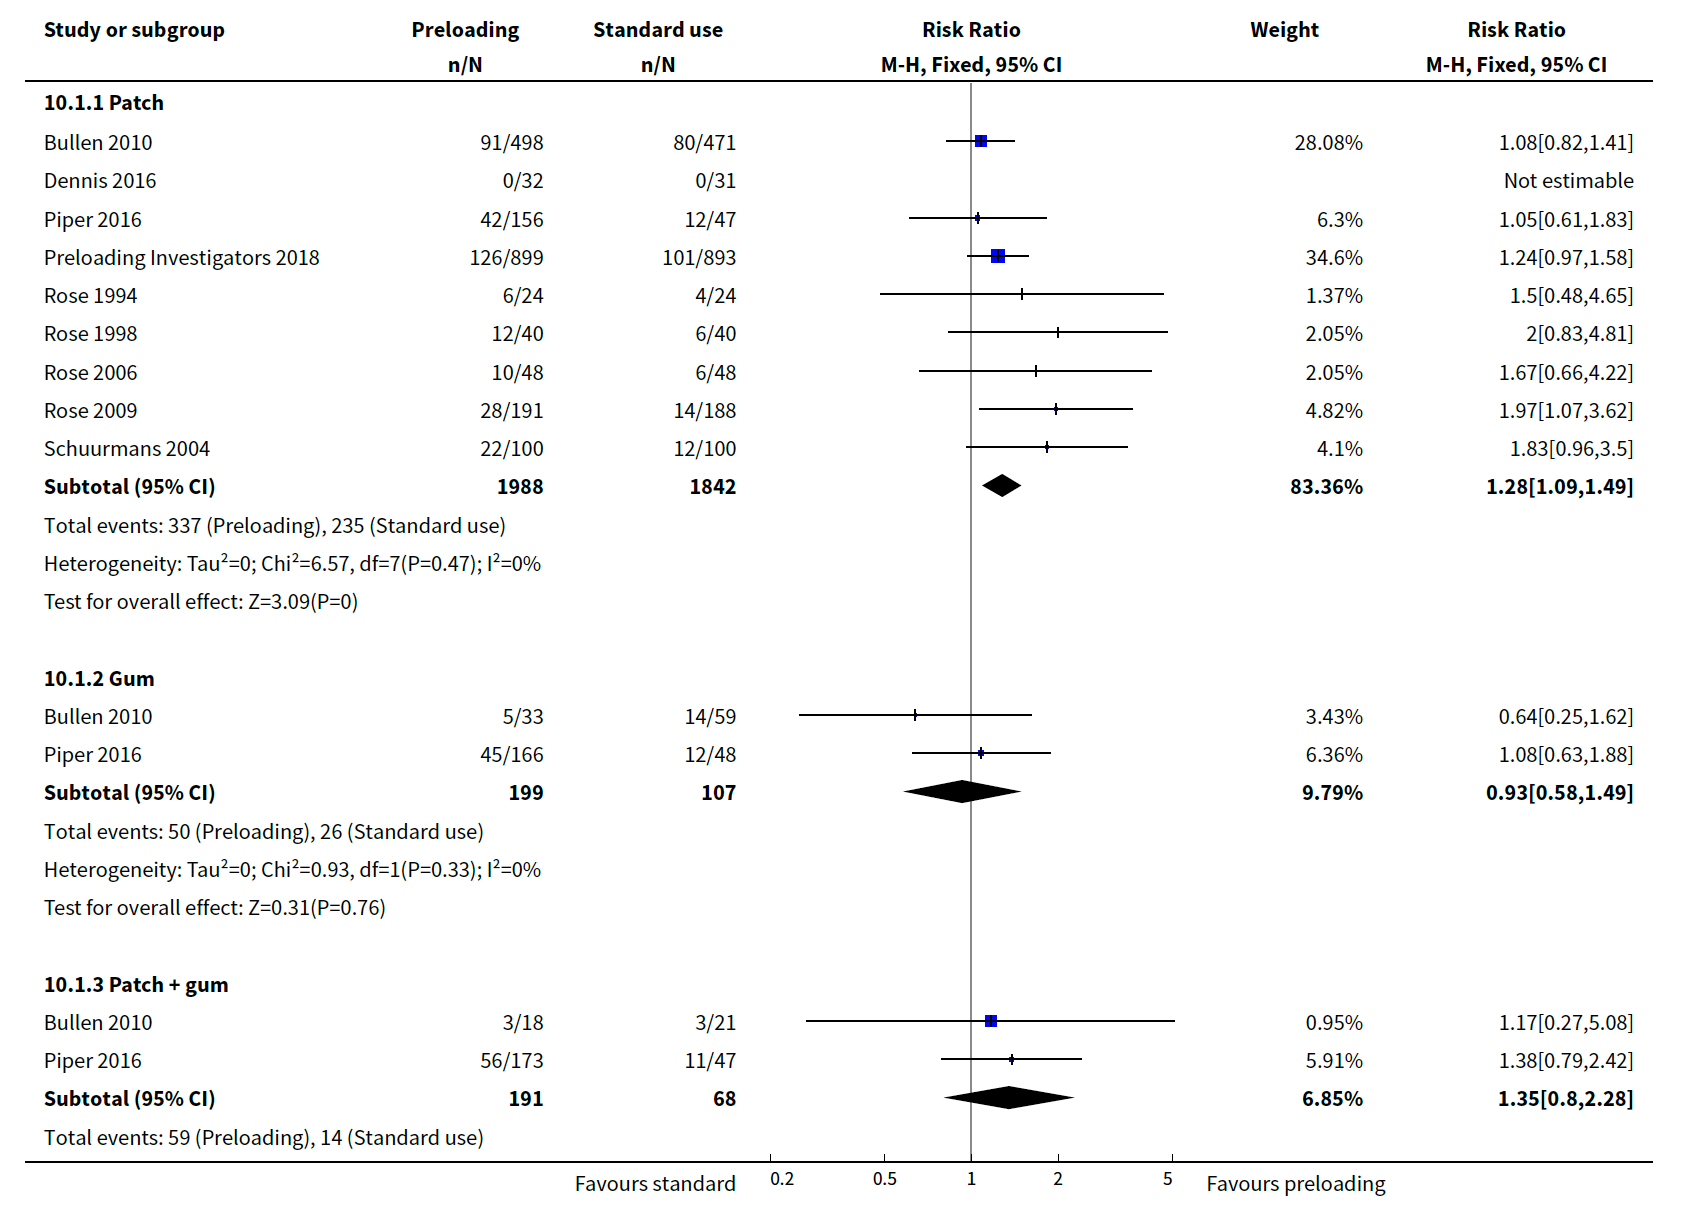 Study or subgroup Preloading Standard use Risk Ratio Weight Risk Ratio
n/N n/N M-H, Fixed, 95% CI M-H, Fixed, 95% CI
10.1.1 Patch
Bullen 2010 91/498 80/471 28.08% 1.08[0.82,1.41]
Dennis 2016 0/32 0/31 Not estimable
Piper 2016 42/156 12/47 6.3% 1.05[0.61,1.83]
Preloading Investigators 2018 126/899 101/893 34.6% 1.24[0.97,1.58]
Rose 1994 6/24 4/24 1.37% 1.5[0.48,4.65]
Rose 1998 12/40 6/40 2.05% 2[0.83,4.81]
Rose 2006 10/48 6/48 2.05% 1.67[0.66,4.22]
Rose 2009 28/191 14/188 4.82% 1.97[1.07,3.62]
Schuurmans 2004 22/100 12/100 4.1% 1.83[0.96,3.5]
Subtotal (95% CI) 1988 1842 83.36% 1.28[1.09,1.49]
Total events: 337 (Preloading), 235 (Standard use)
Heterogeneity: Tau²=0; Chi²=6.57, df=7(P=0.47); I²=0%
Test for overall effect: Z=3.09(P=0)
10.1.2 Gum
Bullen 2010 5/33 14/59 3.43% 0.64[0.25,1.62]
Piper 2016 45/166 12/48 6.36% 1.08[0.63,1.88]
Subtotal (95% CI) 199 107 9.79% 0.93[0.58,1.49]
Total events: 50 (Preloading), 26 (Standard use)
Heterogeneity: Tau²=0; Chi²=0.93, df=1(P=0.33); I²=0%
Test for overall effect: Z=0.31(P=0.76)
10.1.3 Patch + gum
Bullen 2010 3/18 3/21 0.95% 1.17[0.27,5.08]
Piper 2016 56/173 11/47 5.91% 1.38[0.79,2.42]
Subtotal (95% CI) 191 68 6.85% 1.35[0.8,2.28]
Total events: 59 (Preloading), 14 (Standard use)
Favours standard 0.2 0.5 1 2 5 Favours preloading